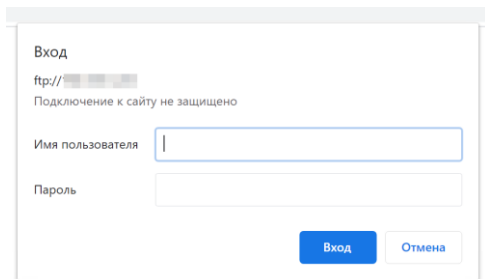 Вход
ftp://
Подключение к сайту не защищено
Имя пользователя
Пароль
Вход Отмена